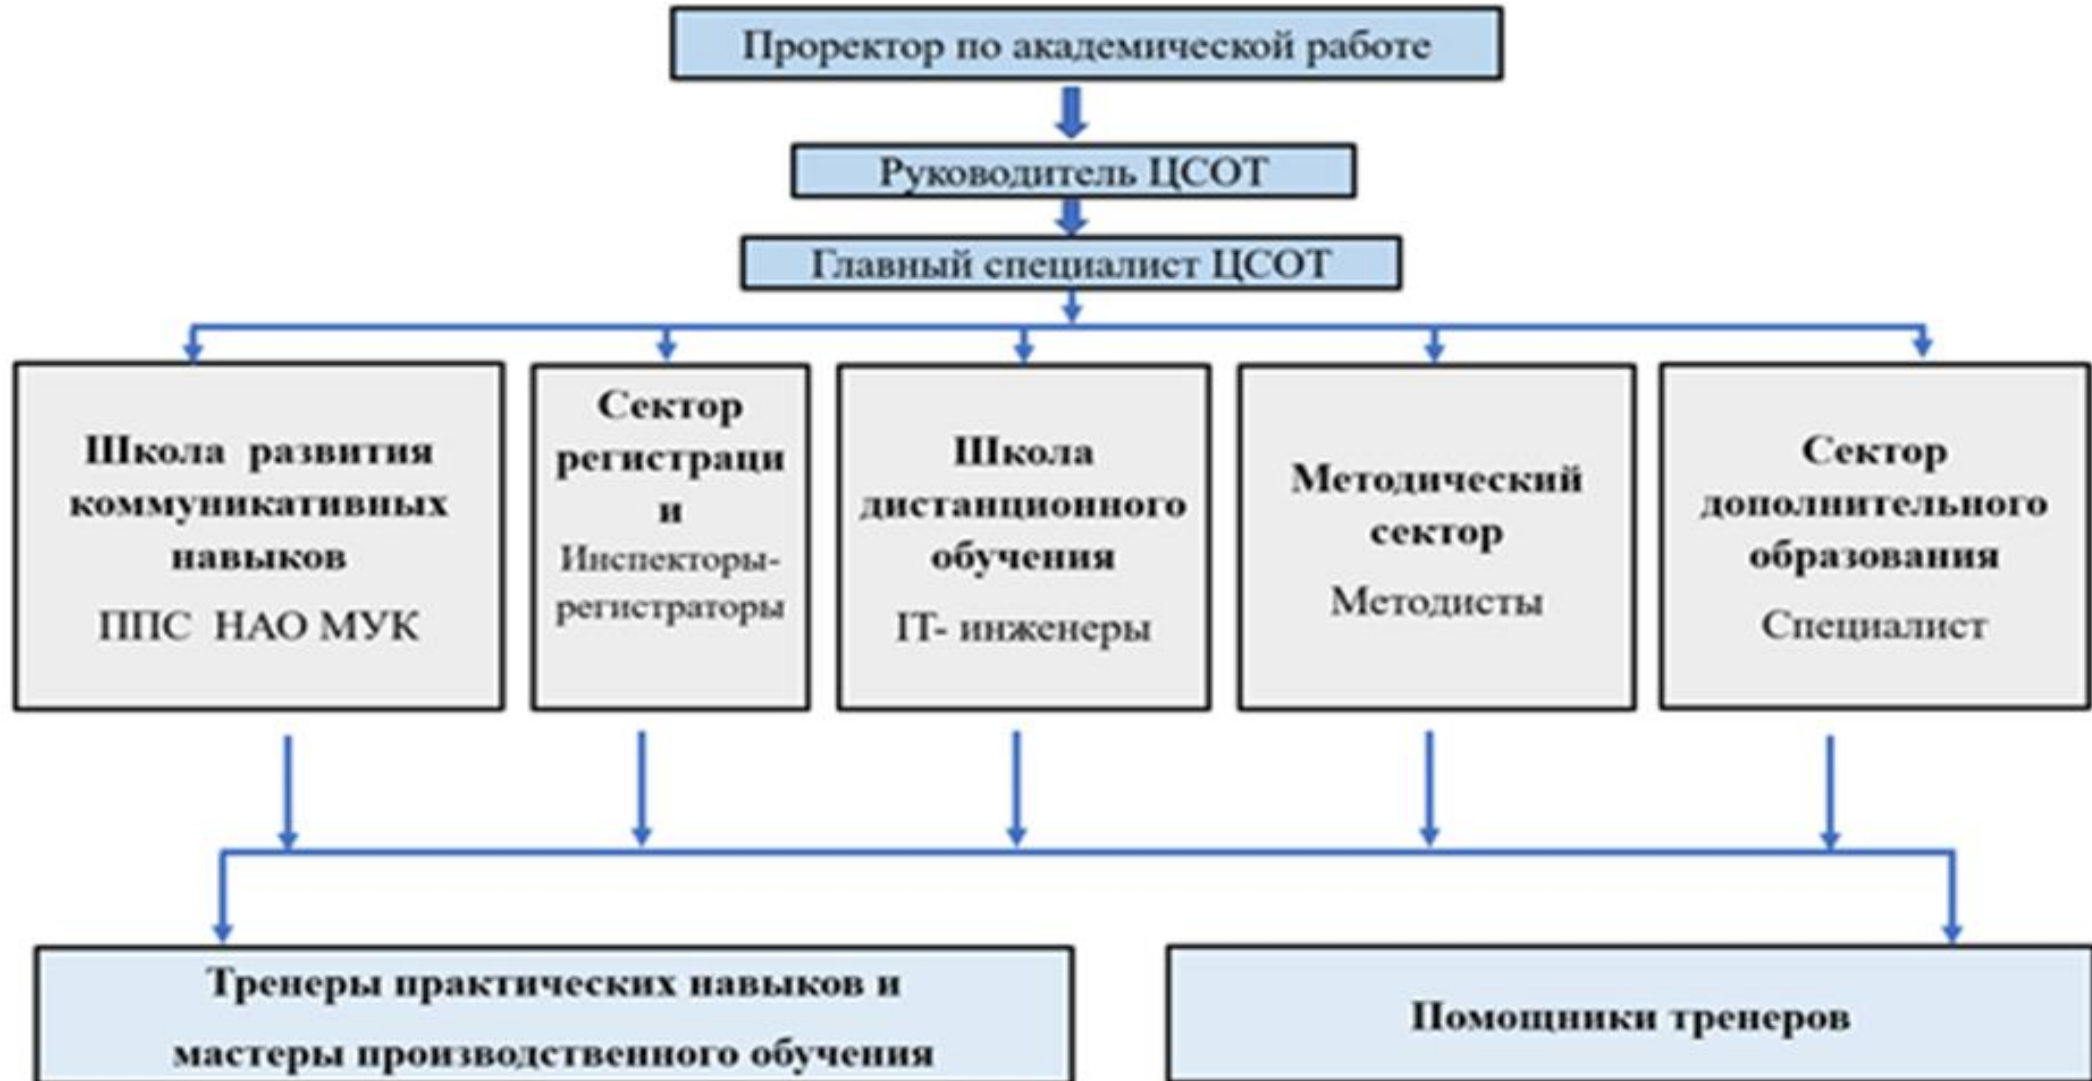 Проректор по академической работе
Руководитель ЦСОТ
Главный специалист ЦСОТ
Школа развития
коммуникативных
навыков
ППС НАО МУК
Сектор
регистраци
и
Инспекторы-
регистраторы
Школа
дистанционного
обучения
IT- инженеры
Методический
сектор
Методисты
Сектор
дополнительного
образования
Специалист
Тренеры практических навыков и
мастеры производственного обучения
Помощники тренеров